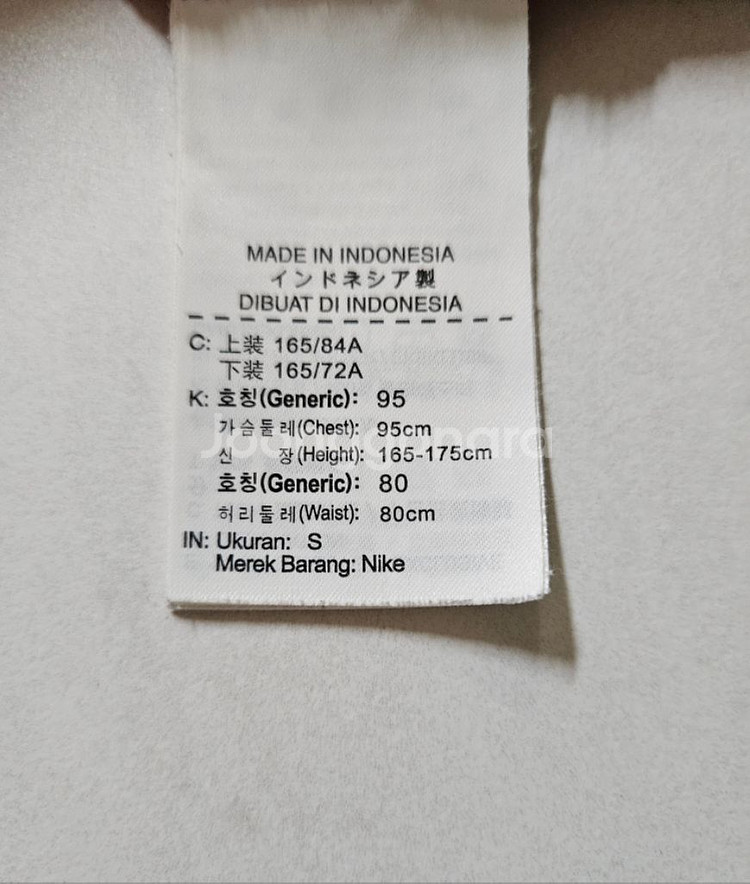 MADE IN INDONESIA
インドネシア製
DIBUAT DI INDONESIA
C: 上装 165/84A
下装 165/72A
K: 호칭(Generic): 95
가슴둘레(Chest): 95cm
신 장(Height): 165-175cm
호칭(Generic): 80
허리둘레(Waist): 80cm
IN: Ukuran: S
Merek Barang: Nike
Joonggonara